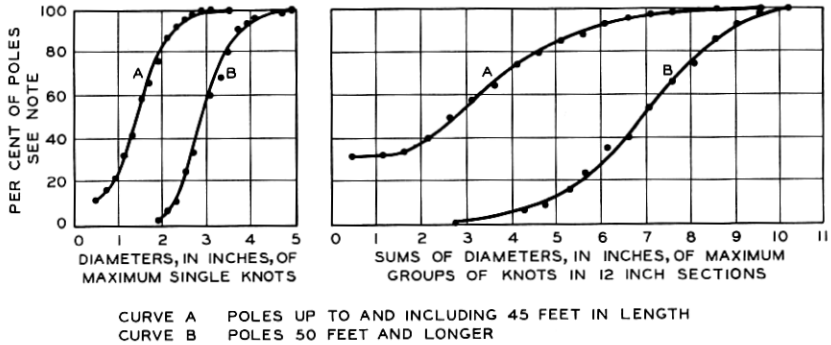 PER CENT OF POLES
SEE NOTE
100
80
60
40
20
0
A
B
0 1 2 3 4 5
DIAMETERS, IN INCHES, OF
MAXIMUM SINGLE KNOTS
A
B
0 1 2 3 4 5 6 7 8 9 10 11
SUMS OF DIAMETERS, IN INCHES, OF MAXIMUM
GROUPS OF KNOTS IN 12 INCH SECTIONS
CURVE A POLES UP TO AND INCLUDING 45 FEET IN LENGTH
CURVE B POLES 50 FEET AND LONGER